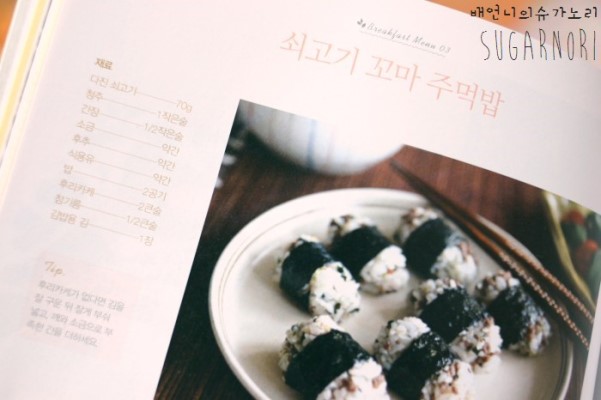 배언니의슈가노리
SUGARNORI
Breakfast Menu 03
쇠고기 꼬마 주먹밥
재료
다진 쇠고기 70g
청주 1작은술
간장 1/2작은술
소금 약간
후추 약간
식용유 약간
밥 2공기
후리카케 2큰술
참기름 1/2큰술
김밥용 김 1장
Tip
후리카케가 없다면 김을
잘 구운 뒤 잘게 부숴
넣고, 깨와 소금으로 부
족한 간을 더하세요.